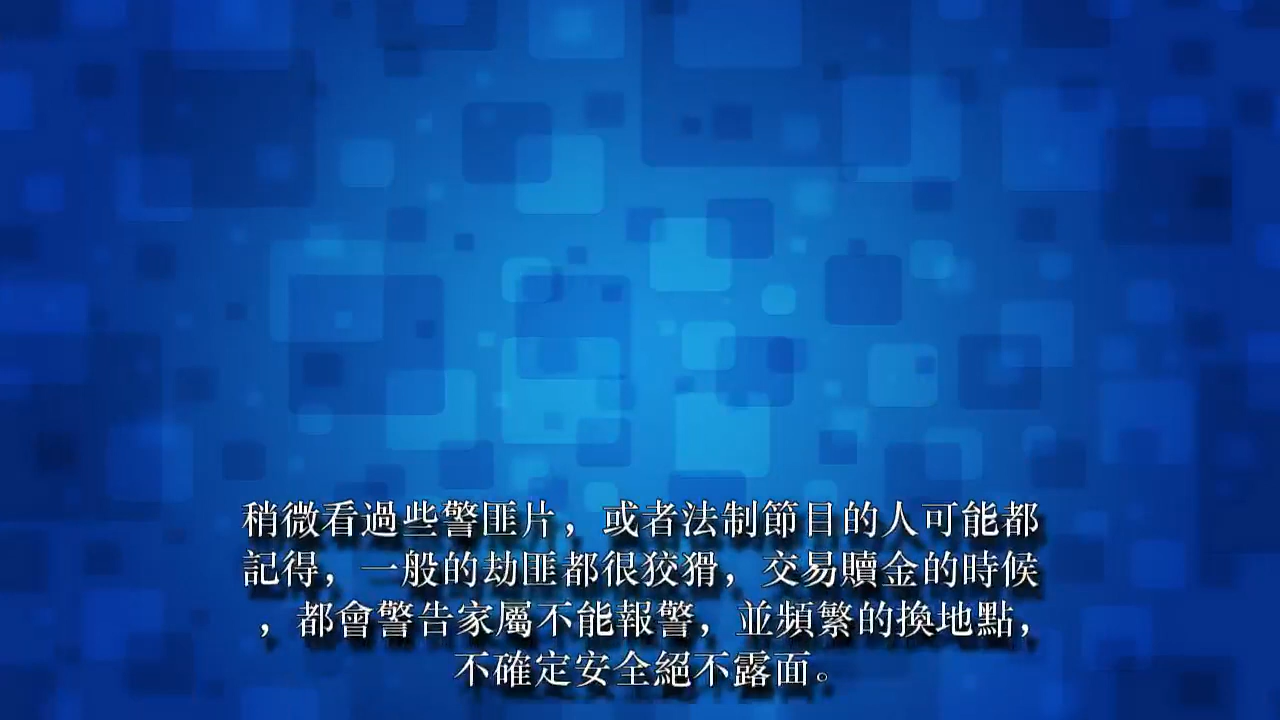 稍微看過些警匪片，或者法制節目的人可能都
記得，一般的劫匪都很狡猾，交易贖金的時候
，都會警告家屬不能報警，並頻繁的換地點，
不確定安全絕不露面。